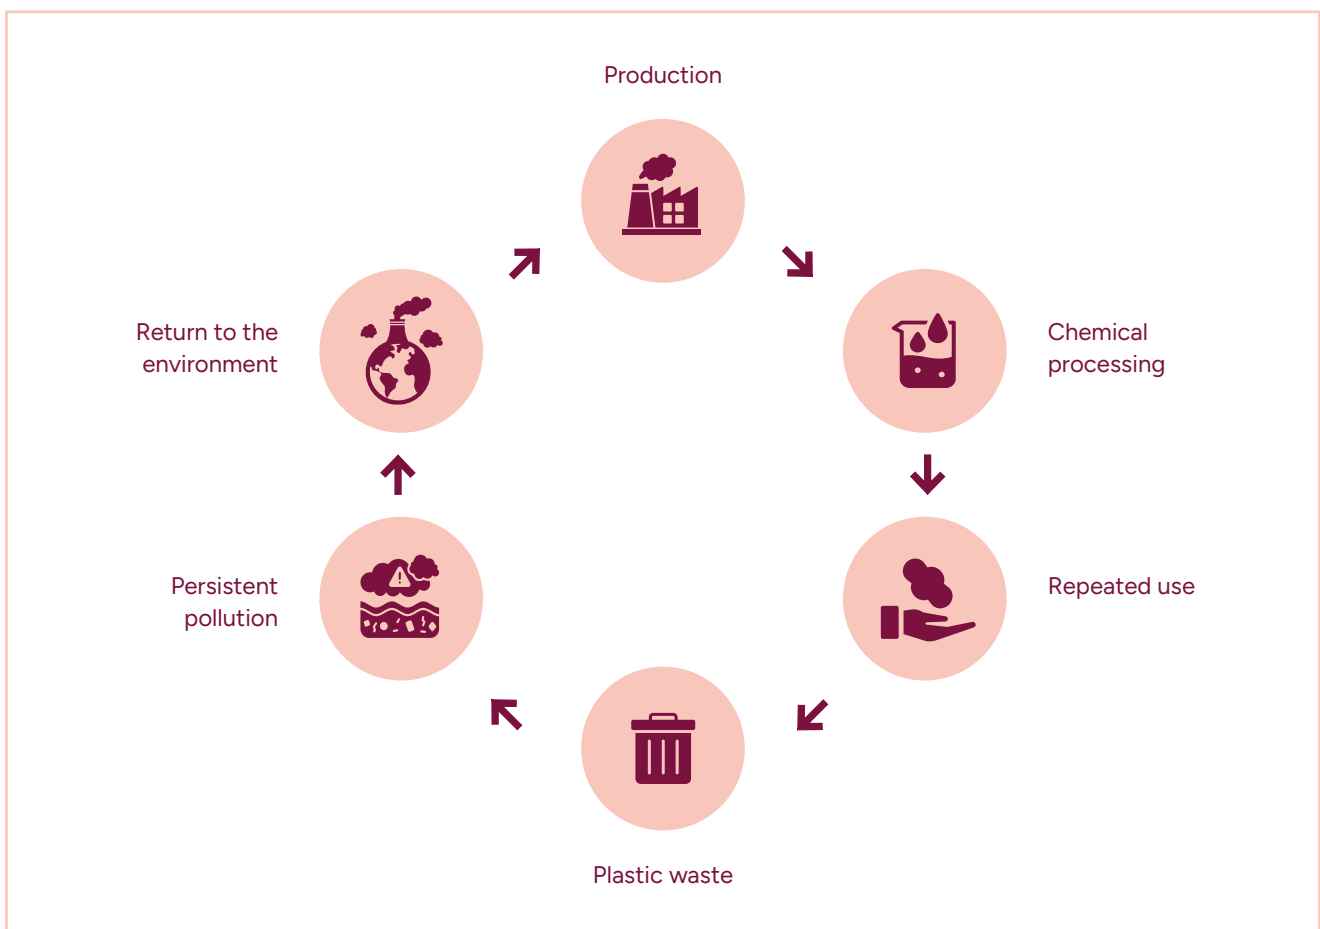 Production
Chemical
processing
Repeated use
Plastic waste
Persistent
pollution
Return to the
environment